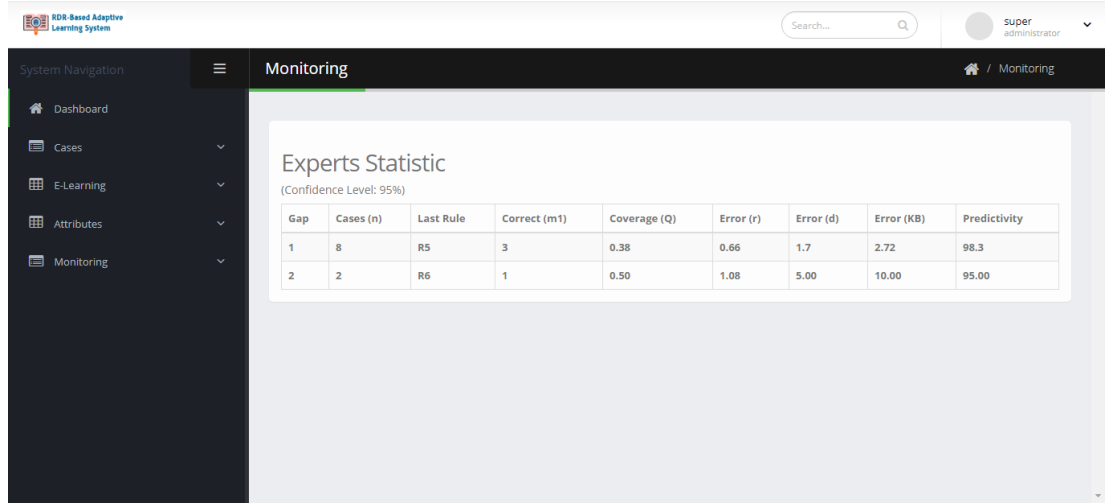 RDR-Based Adaptive
Learning System
Search...
super
administrator
System Navigation
Monitoring
/ Monitoring
Dashboard
Cases
E-Learning
Attributes
Monitoring
Experts Statistic
(Confidence Level: 95%)
Gap Cases (n) Last Rule Correct (m1) Coverage (Q) Error (r) Error (d) Error (KB) Predictivity
1 8 R5 3 0.38 0.66 1.7 2.72 98.3
2 2 R6 1 0.50 1.08 5.00 10.00 95.00